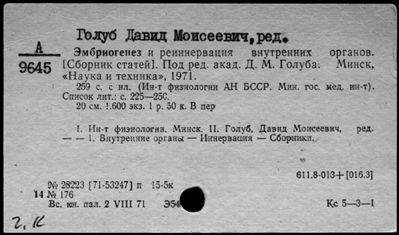 Голуб Давид Моисеевич, ред.
А
9645
Эмбриогенез и реиннервация внутренних органов.
[Сборник статей]. Под ред. акад. Д. М. Голуба. Минск,
«Наука и техника», 1971.
259 с. с ил. (Ин-т физиологии АН БССР. Мин. гос. мед. ин-т).
Список лит.: с. 225—256.
20 см. 1.600 экз. 1 р. 50 к. В пер
I. Ин-т физиологии. Минск. II. Голуб, Давид Моисеевич, ред.
— — 1. Внутренние органы — Иннервация — Сборники.
611.8-013+[016.3]
№ 28223 [71-53247] п 15-5к
14 № 176
Вс. кн. пал. 2 VIII 71 Э54
Кс 5—3—1
2. К